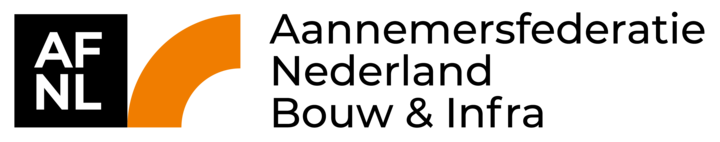 AF
NL
Aannemersfederatie
Nederland
Bouw & Infra